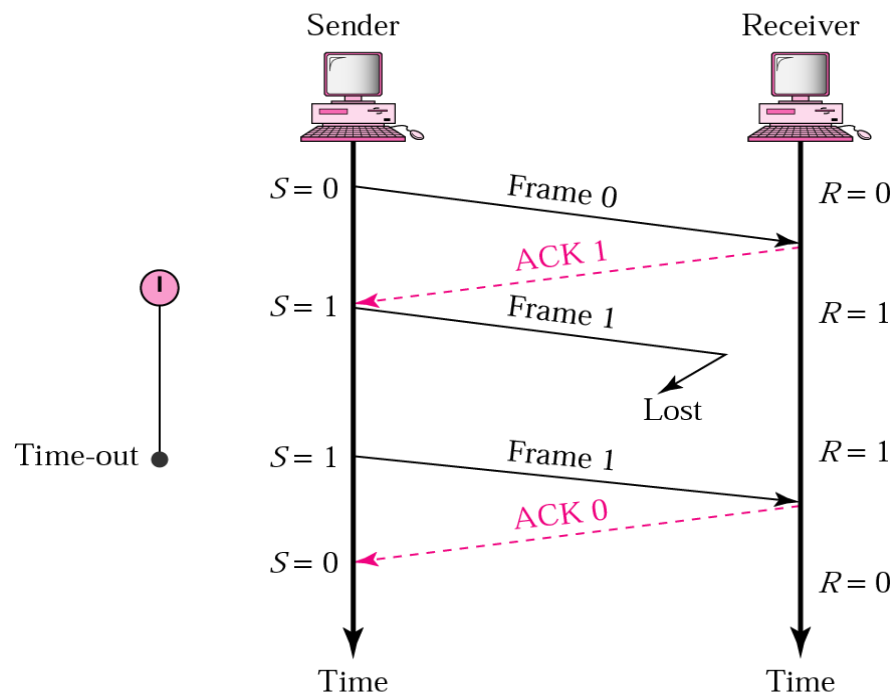 Sender
Receiver
S = 0
Frame 0
R = 0
ACK 1
S = 1
Frame 1
R = 1
Lost
Time-out
S = 1
Frame 1
R = 1
ACK 0
S = 0
R = 0
Time
Time